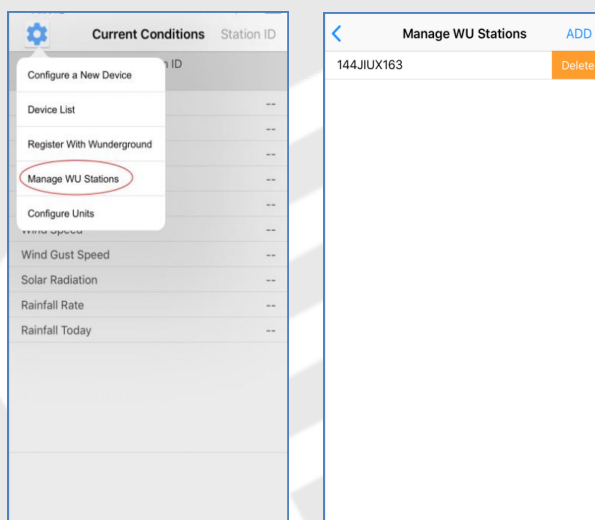 Current Conditions Station ID
n ID
Configure a New Device
Device List
Register With Wunderground
Manage WU Stations
Configure Units
Wind Speed --
Wind Gust Speed --
Solar Radiation --
Rainfall Rate --
Rainfall Today --
Manage WU Stations ADD
144JIUX163 Delete